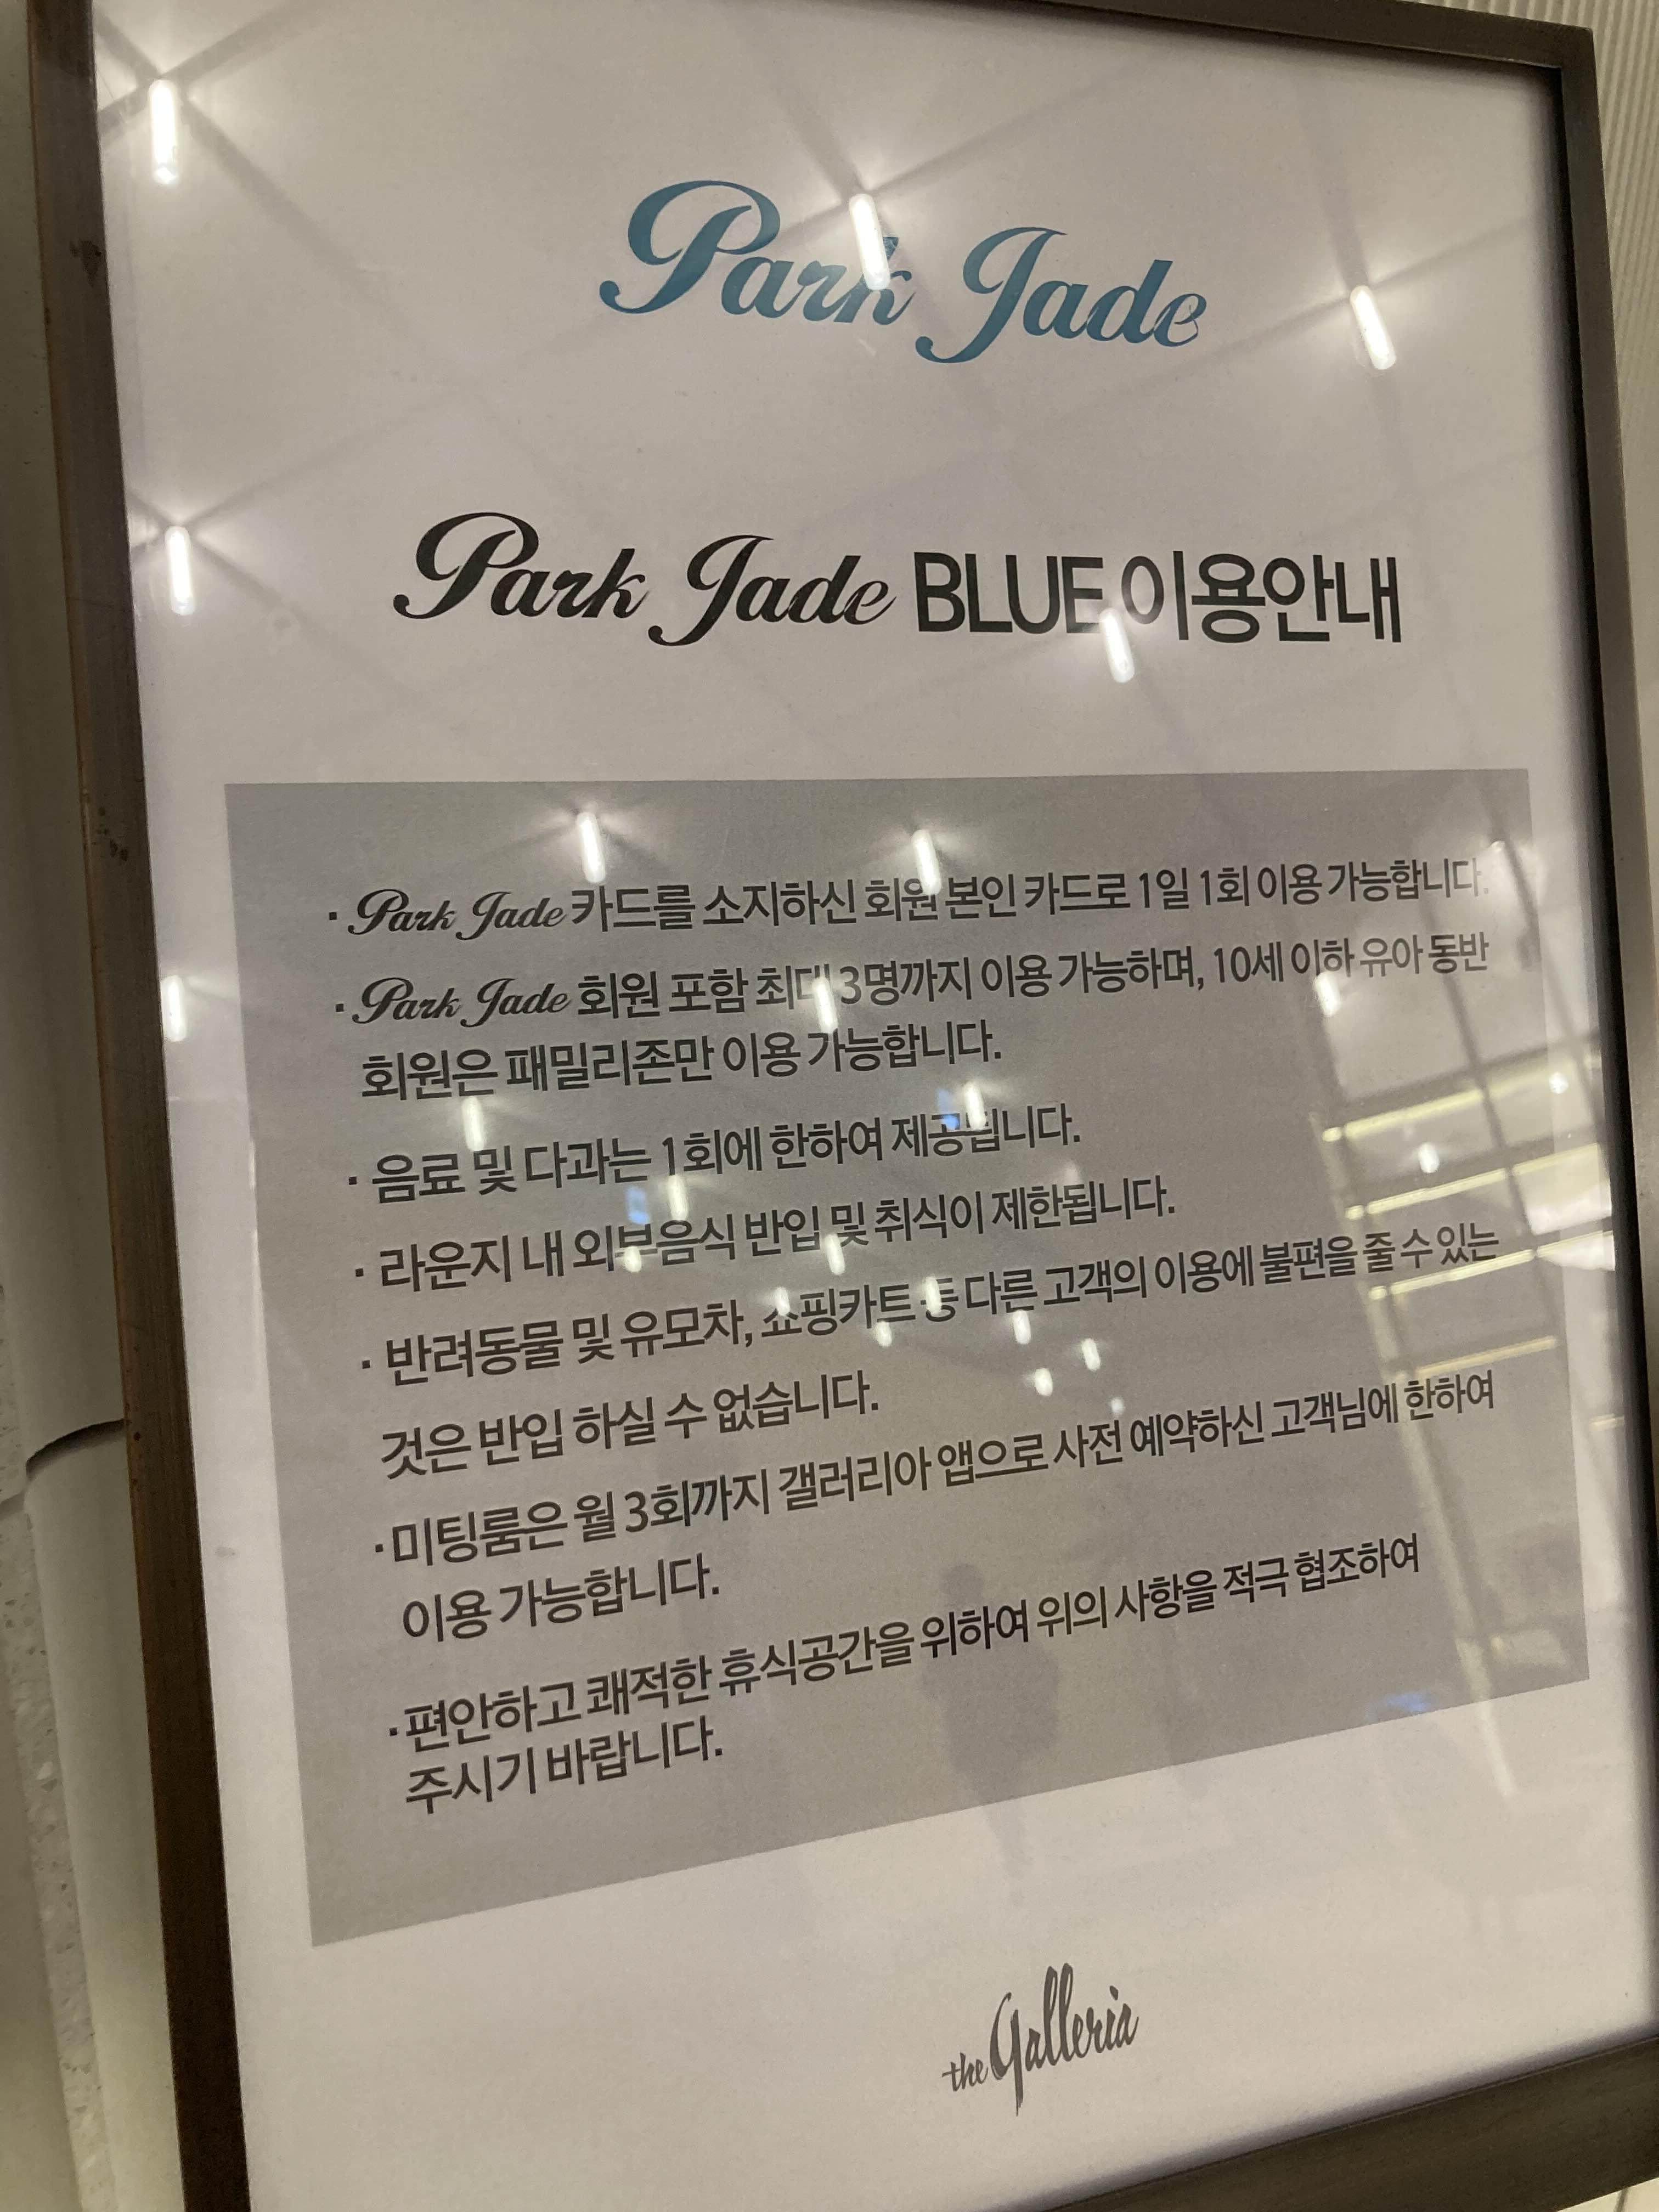 Park Jade
Park Jade BLUE 이용안내
· Park Jade 카드를 소지하신 회원 본인 카드로 1일 1회 이용 가능합니다.
· Park Jade 회원 포함 최대 3명까지 이용 가능하며, 10세 이하 유아 동반
회원은 패밀리존만 이용 가능합니다.
· 음료 및 다과는 1회에 한하여 제공됩니다.
· 라운지 내 외부음식 반입 및 취식이 제한됩니다.
· 반려동물 및 유모차, 쇼핑카트 등 다른 고객의 이용에 불편을 줄 수 있는
것은 반입 하실 수 없습니다.
· 미팅룸은 월 3회까지 갤러리아 앱으로 사전 예약하신 고객님에 한하여
이용 가능합니다.
· 편안하고 쾌적한 휴식공간을 위하여 위의 사항을 적극 협조하여
주시기 바랍니다.
the Galleria